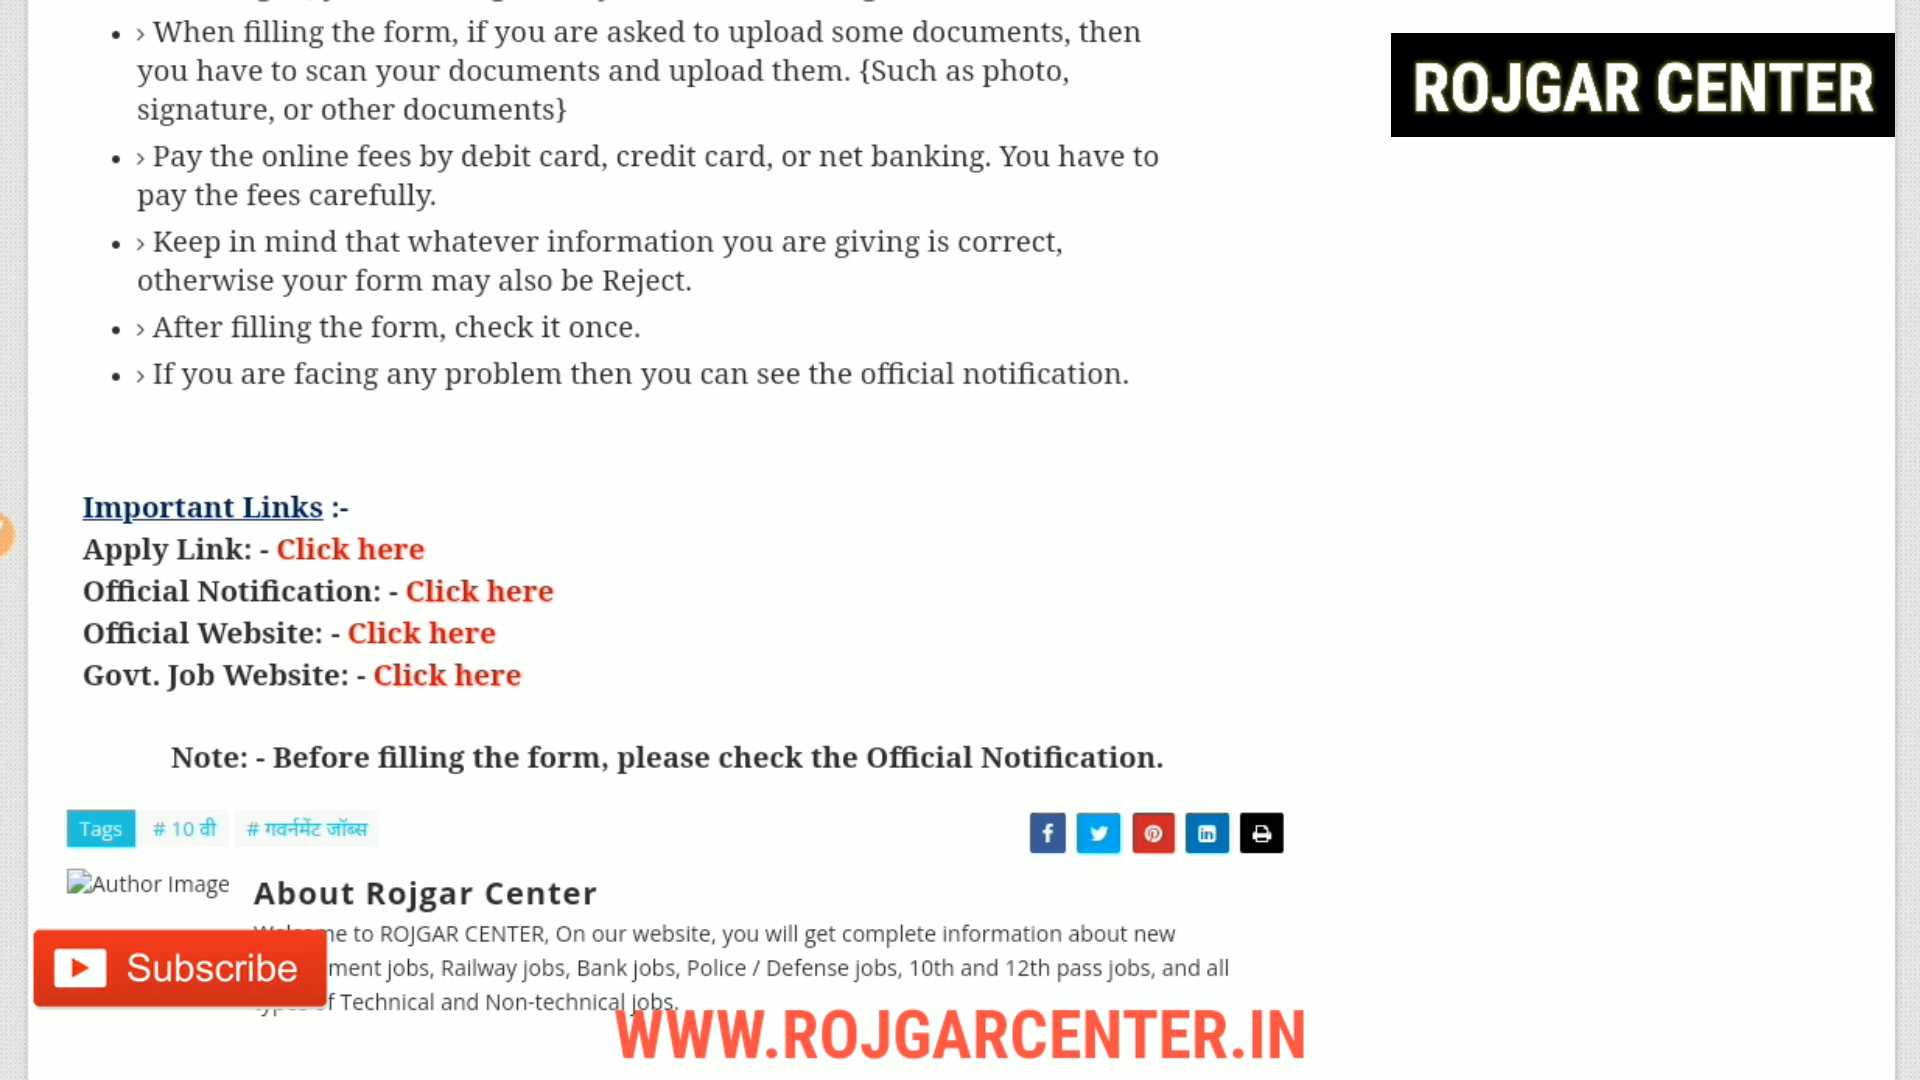 › When filling the form, if you are asked to upload some documents, then
you have to scan your documents and upload them. {Such as photo,
signature, or other documents}
› Pay the online fees by debit card, credit card, or net banking. You have to
pay the fees carefully.
› Keep in mind that whatever information you are giving is correct,
otherwise your form may also be Reject.
› After filling the form, check it once.
› If you are facing any problem then you can see the official notification.
ROJGAR CENTER
Important Links :-
Apply Link: - Click here
Official Notification: - Click here
Official Website: - Click here
Govt. Job Website: - Click here
Note: - Before filling the form, please check the Official Notification.
Tags # 10 वी # गवर्नमेंट जॉब्स
Author Image
About Rojgar Center
to ROJGAR CENTER, On our website, you will get complete information about new
jobs, Railway jobs, Bank jobs, Police / Defense jobs, 10th and 12th pass jobs, and all
Technical and Non-technical jobs.
Subscribe
WWW.ROJGARCENTER.IN